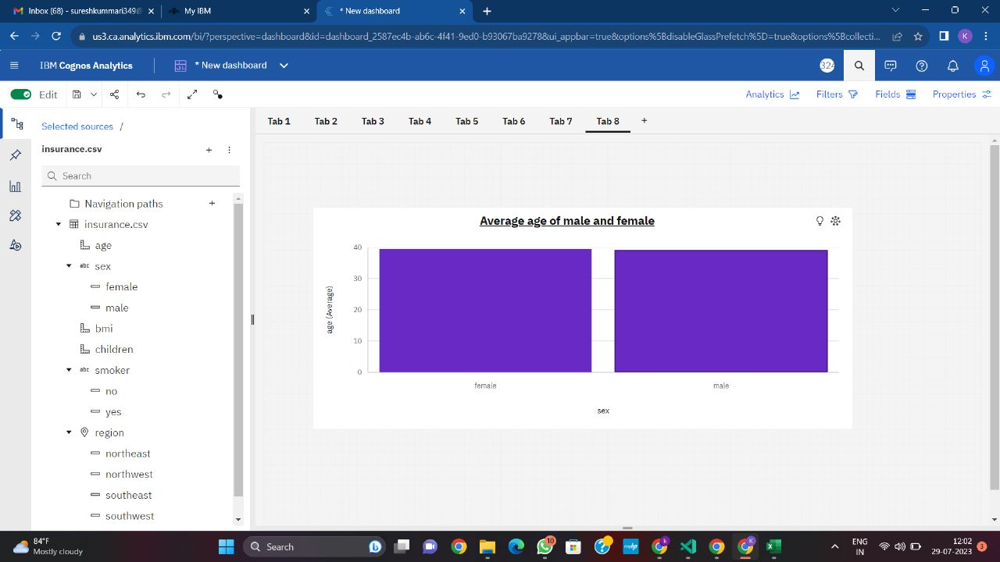 Inbox (68) - sureshkummari349@
My IBM
* New dashboard
us3.ca.analytics.ibm.com/bi/?perspective=dashboard&id=dashboard_2587ec4b-ab6c-4f41-9ed0-b93067ba9278&ui_appbar=true&options%5BdisableGlassPrefetch%5D=true&options%5Bcollecti...
K
IBM Cognos Analytics
* New dashboard
324
Edit
Analytics
Filters
Fields
Properties
Selected sources /
Tab 1 Tab 2 Tab 3 Tab 4 Tab 5 Tab 6 Tab 7 Tab 8 +
insurance.csv
Search
Navigation paths
insurance.csv
age
abc sex
female
male
bmi
children
abc smoker
no
yes
region
northeast
northwest
southeast
southwest
Average age of male and female
age (Average)
40
30
20
10
0
female male
sex
84°F
Mostly cloudy
Search
10
ENG
IN
12:02
29-07-2023
3